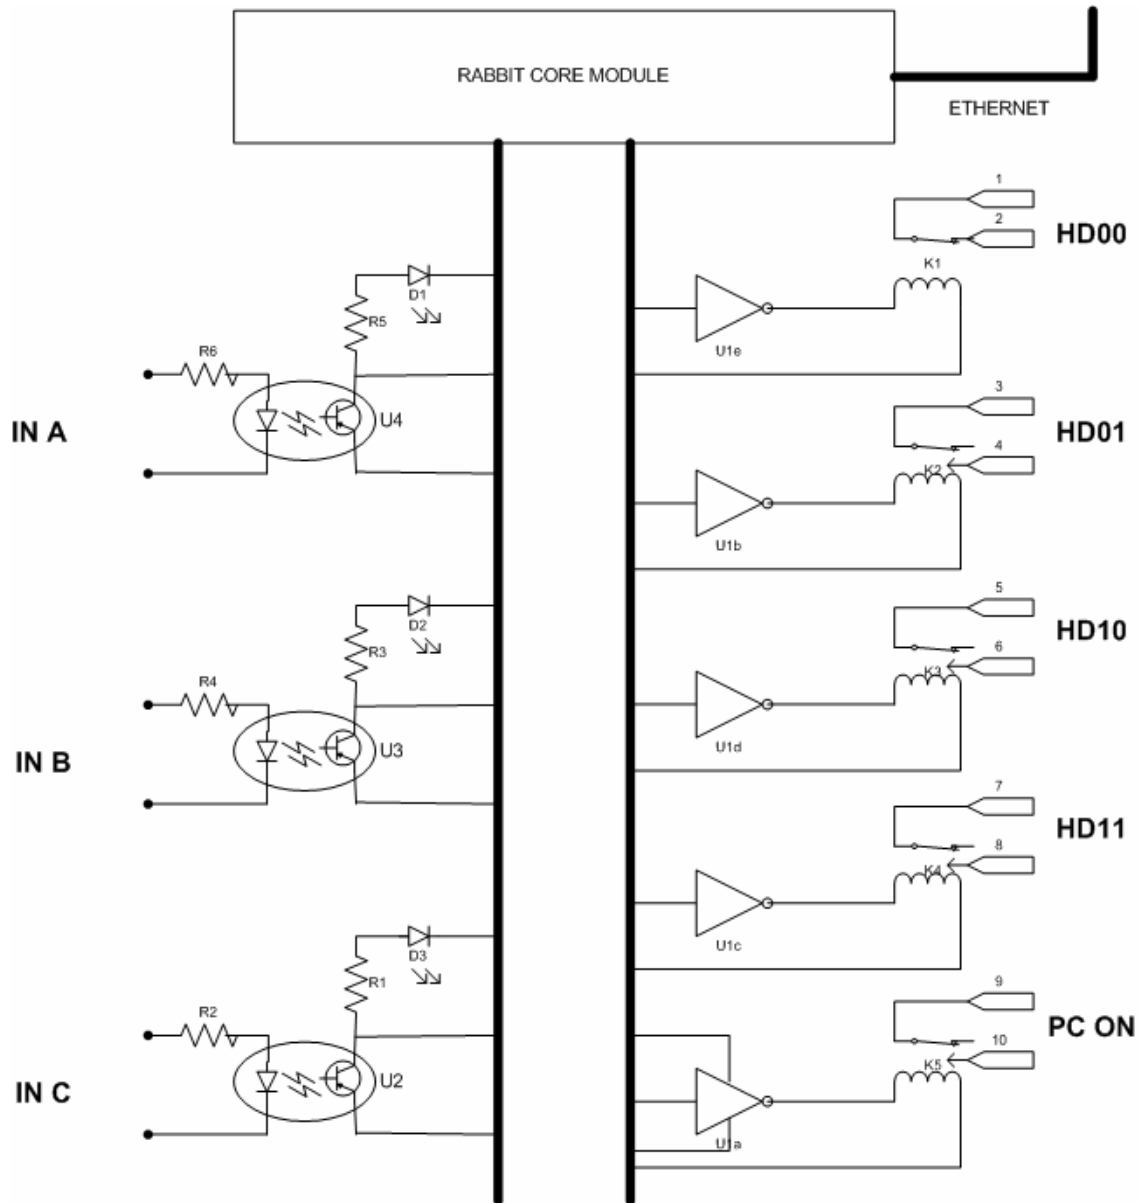 RABBIT CORE MODULE
ETHERNET
1
2
HD00
K1
D1
R5
U1e
R6
U4
IN A
3
HD01
4
K2
U1b
5
D2
HD10
R3
6
K3
R4
U1d
U3
IN B
7
HD11
8
K4
U1c
D3
R1
9
R2
PC ON
10
K5
U2
IN C
U1a